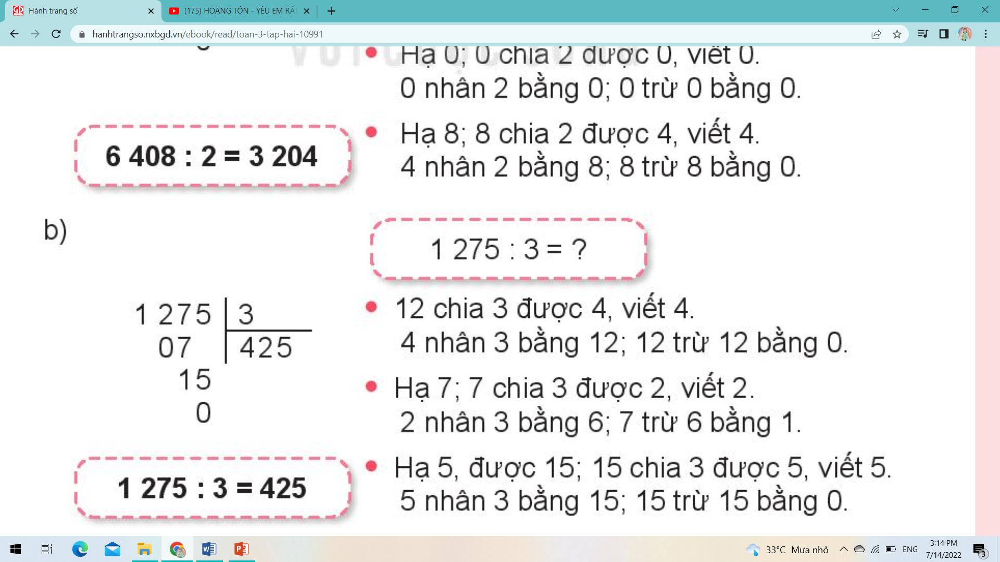 Hành trang số
(175) HOÀNG TÔN - YÊU EM RẤT
hanhtrangso.nxbgd.vn/ebook/read/toan-3-tap-hai-10991
Hạ 0; 0 chia 2 được 0, viết 0.
0 nhân 2 bằng 0; 0 trừ 0 bằng 0.
6 408 : 2 = 3 204
Hạ 8; 8 chia 2 được 4, viết 4.
4 nhân 2 bằng 8; 8 trừ 8 bằng 0.
b)
1 275 : 3 = ?
1 275 3
07 425
15
0
12 chia 3 được 4, viết 4.
4 nhân 3 bằng 12; 12 trừ 12 bằng 0.
Hạ 7; 7 chia 3 được 2, viết 2.
2 nhân 3 bằng 6; 7 trừ 6 bằng 1.
1 275 : 3 = 425
Hạ 5, được 15; 15 chia 3 được 5, viết 5.
5 nhân 3 bằng 15; 15 trừ 15 bằng 0.
33°C Mưa nhỏ
ENG
3:14 PM
7/14/2022
3